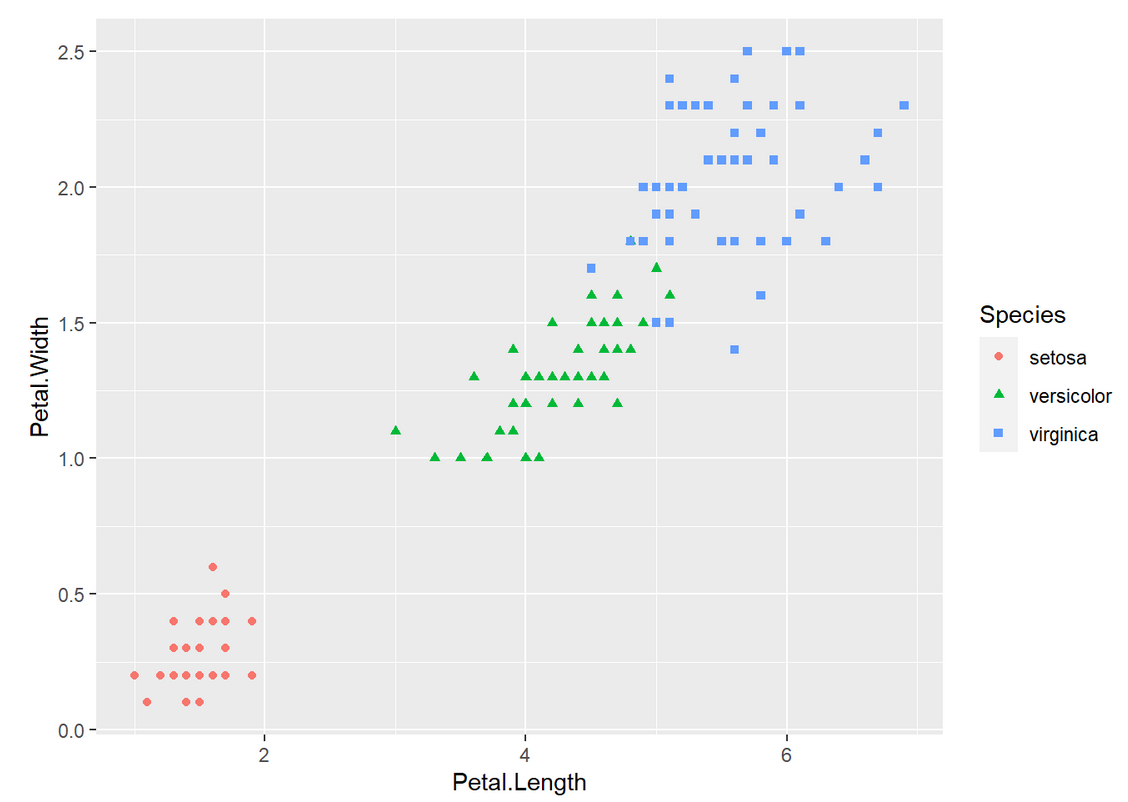 2.5
2.0
1.5
1.0
0.5
0.0
Petal.Width
2 4 6
Petal.Length
Species
setosa
versicolor
virginica